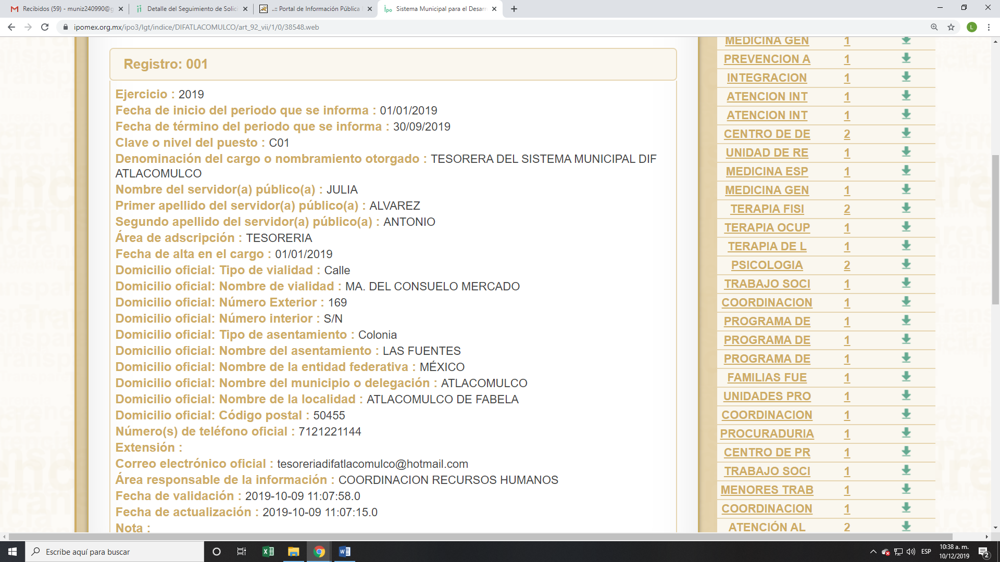 Recibidos (59) - muniz240990@g
Detalle del Seguimiento de Solici
..:: Portal de Información Pública
Sistema Municipal para el Desarr
ipomex.org.mx/ipo3/lgt/indice/DIFATLACOMULCO/art_92_vii/1/0/38548.web
L
Registro: 001
Ejercicio : 2019
Fecha de inicio del periodo que se informa : 01/01/2019
Fecha de término del periodo que se informa : 30/09/2019
Clave o nivel del puesto : C01
Denominación del cargo o nombramiento otorgado : TESORERA DEL SISTEMA MUNICIPAL DIF
ATLACOMULCO
Nombre del servidor(a) público(a) : JULIA
Primer apellido del servidor(a) público(a) : ALVAREZ
Segundo apellido del servidor(a) público(a) : ANTONIO
Área de adscripción : TESORERIA
Fecha de alta en el cargo : 01/01/2019
Domicilio oficial: Tipo de vialidad : Calle
Domicilio oficial: Nombre de vialidad : MA. DEL CONSUELO MERCADO
Domicilio oficial: Número Exterior : 169
Domicilio oficial: Número interior : S/N
Domicilio oficial: Tipo de asentamiento : Colonia
Domicilio oficial: Nombre del asentamiento : LAS FUENTES
Domicilio oficial: Nombre de la entidad federativa : MÉXICO
Domicilio oficial: Nombre del municipio o delegación : ATLACOMULCO
Domicilio oficial: Nombre de la localidad : ATLACOMULCO DE FABELA
Domicilio oficial: Código postal : 50455
Número(s) de teléfono oficial : 7121221144
Extensión :
Correo electrónico oficial : tesoreriadifatlacomulco@hotmail.com
Área responsable de la información : COORDINACION RECURSOS HUMANOS
Fecha de validación : 2019-10-09 11:07:58.0
Fecha de actualización : 2019-10-09 11:07:15.0
Nota :
MEDICINA GEN 1
PREVENCION A 1
INTEGRACION 1
ATENCION INT 1
ATENCION INT 1
CENTRO DE DE 2
UNIDAD DE RE 1
MEDICINA ESP 1
MEDICINA GEN 1
TERAPIA FISI 2
TERAPIA OCUP 1
TERAPIA DE L 1
PSICOLOGIA 2
TRABAJO SOCI 1
COORDINACION 1
PROGRAMA DE 1
PROGRAMA DE 1
PROGRAMA DE 1
FAMILIAS FUE 1
UNIDADES PRO 1
COORDINACION 1
PROCURADURIA 1
CENTRO DE PR 1
TRABAJO SOCI 1
MENORES TRAB 1
COORDINACION 1
ATENCIÓN AL 2
Escribe aquí para buscar
ESP
10:38 a. m.
10/12/2019
2